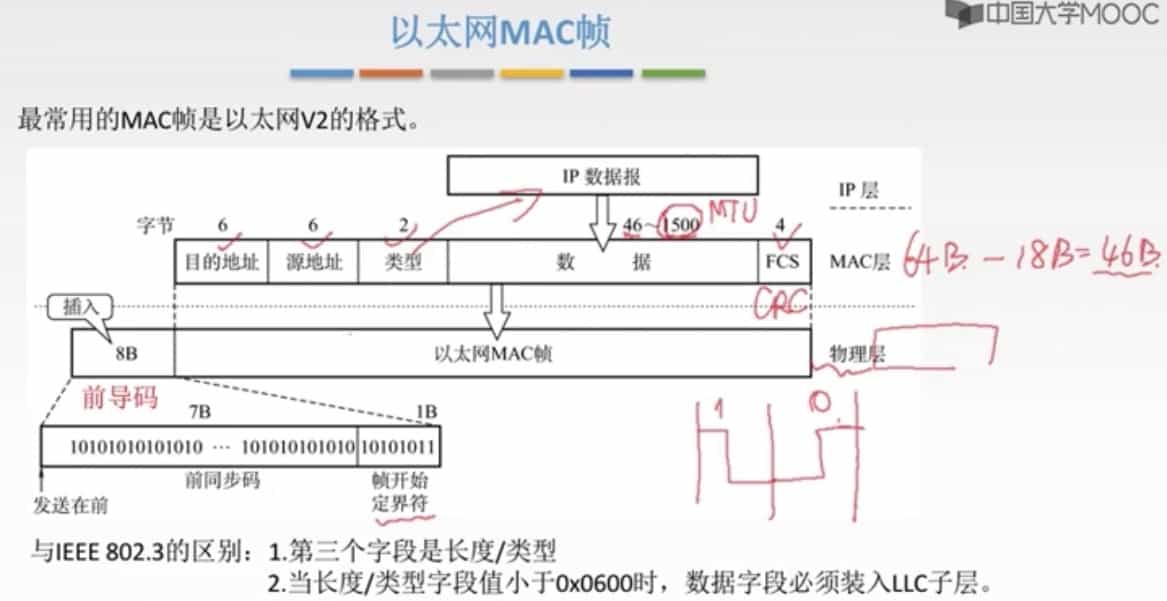 中国大学MOOC
以太网MAC帧
最常用的MAC帧是以太网V2的格式。
IP 数据报
IP 层
字节 6 6 2 46~1500 MTU 4
目的地址 源地址 类型 数 据 FCS MAC层 64B - 18B = 46B
CRC
插入
8B 以太网MAC帧 物理层
前导码
7B 1B
101010101010101010 ··· 101010101010 10101011
前同步码 帧开始
定界符
发送在前
1 0
与IEEE 802.3的区别：1.第三个字段是长度/类型
2.当长度/类型字段值小于0x0600时，数据字段必须装入LLC子层。